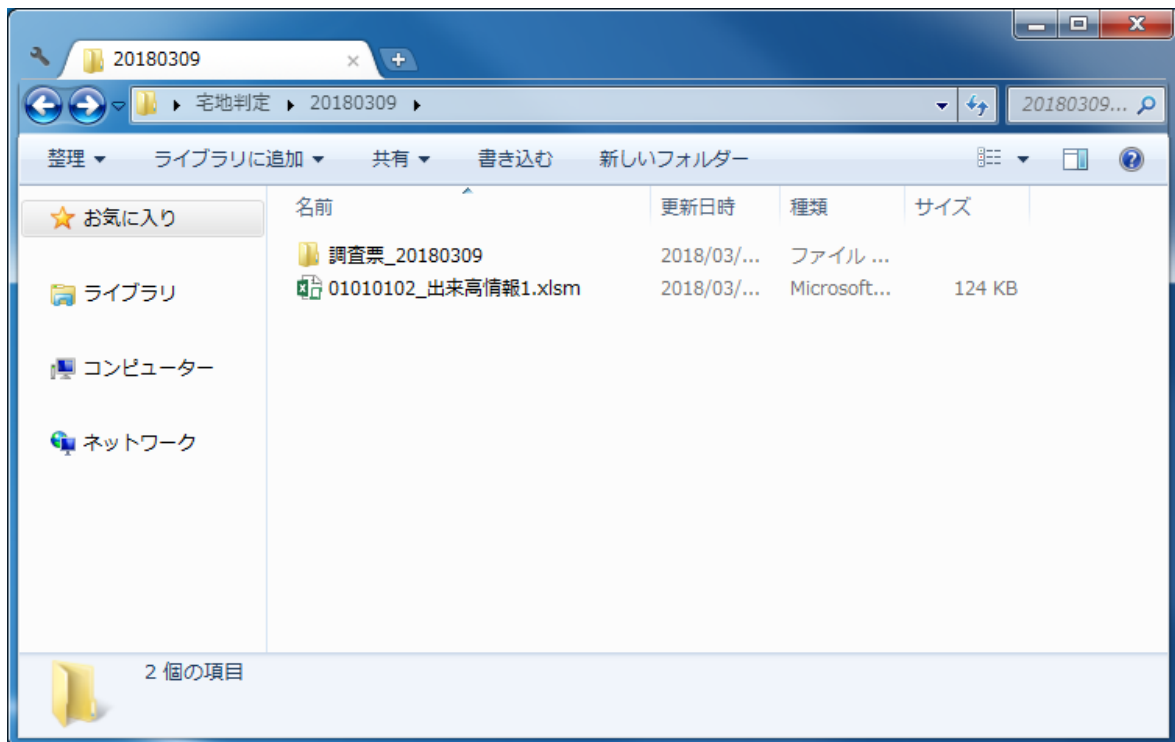 20180309
宅地判定 20180309
20180309...
整理 ライブラリに追加 共有 書き込む 新しいフォルダー
お気に入り
ライブラリ
コンピューター
ネットワーク
名前 更新日時 種類 サイズ
調査票_20180309 2018/03/... ファイル ...
01010102_出来高情報1.xlsm 2018/03/... Microsoft... 124 KB
2 個の項目